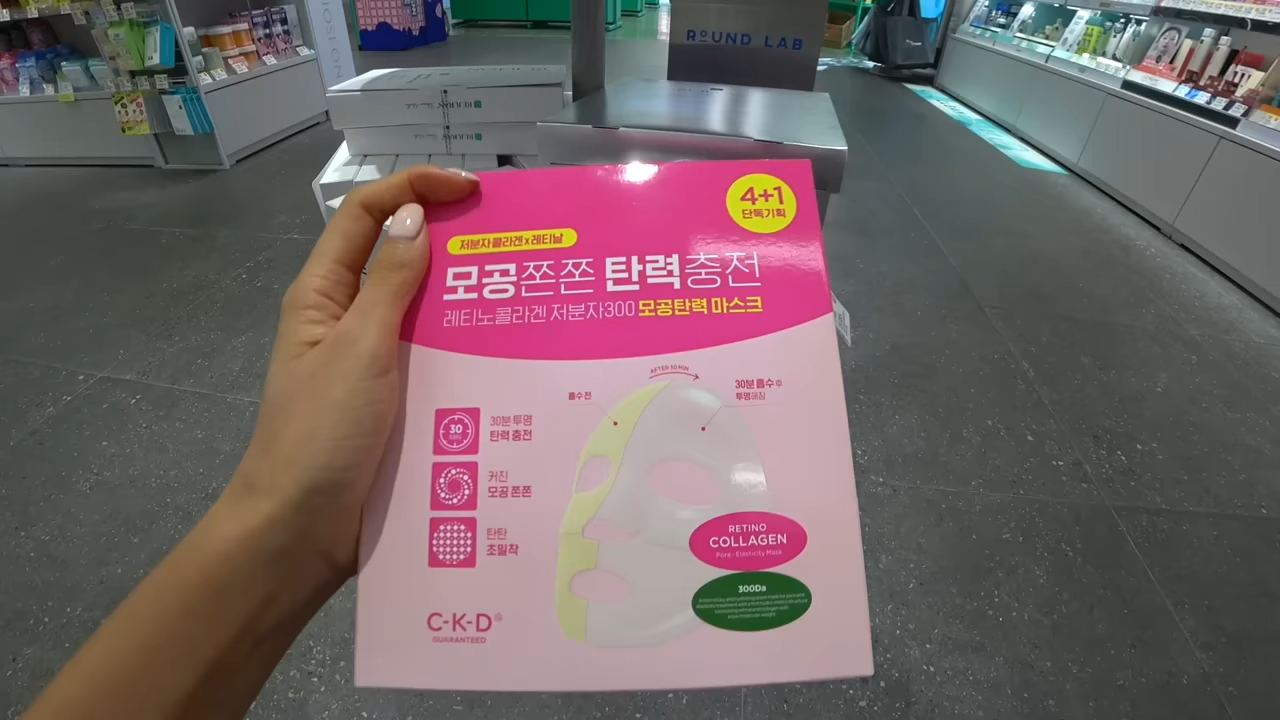 ROUND LAB
4+1
단독기획
저분자 콜라겐 x 레티날
모공쫀쫀 탄력충전
레티노콜라겐 저분자300 모공탄력 마스크
AFTER 30 MIN
흡수 전
30분 흡수 후
투명해짐
30
MIN
30분 투명
탄력 충전
커진
모공 쫀쫀
탄탄
초밀착
RETINO
COLLAGEN
Pore-Elasticity Mask
300Da
C·K·D®
GUARANTEED